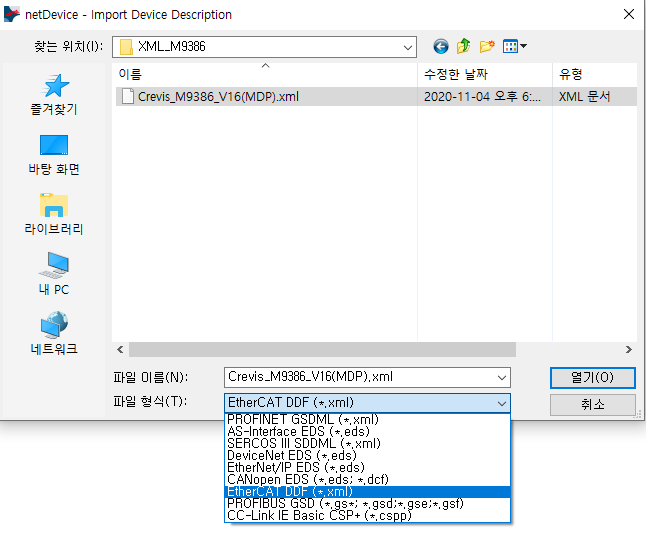 netDevice - Import Device Description
찾는 위치(I): XML_M9386
이름 수정한 날짜 유형
Crevis_M9386_V16(MDP).xml 2020-11-04 오후 6:... XML 문서
즐겨찾기
바탕 화면
라이브러리
내 PC
네트워크
파일 이름(N): Crevis_M9386_V16(MDP).xml 열기(O)
파일 형식(T): EtherCAT DDF (*.xml) 취소
PROFINET GSDML (*.xml)
AS-Interface EDS (*.eds)
SERCOS III SDDML (*.xml)
DeviceNet EDS (*.eds)
EtherNet/IP EDS (*.eds)
CANopen EDS (*.eds; *.dcf)
EtherCAT DDF (*.xml)
PROFIBUS GSD (*.gs*; *.gsd;*.gse;*.gsf)
CC-Link IE Basic CSP+ (*.cspp)